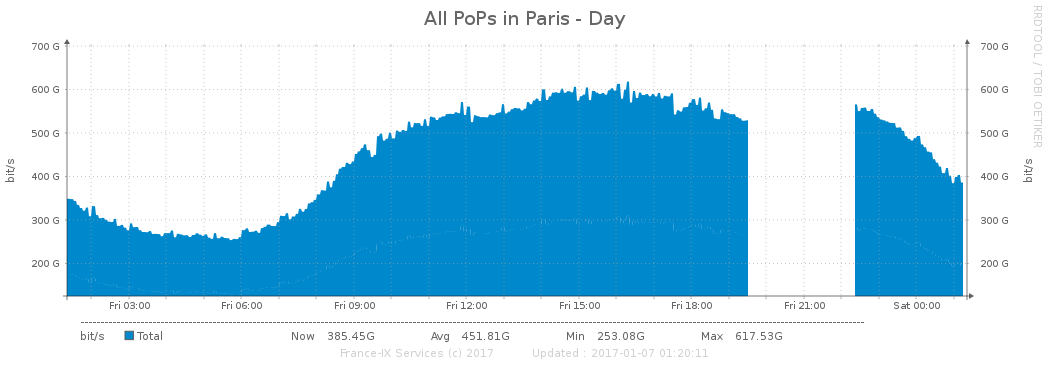 All PoPs in Paris - Day
RRDTOOL / TOBI OETIKER
700 G 700 G
600 G 600 G
500 G 500 G
400 G 400 G
300 G 300 G
200 G 200 G
bit/s bit/s
Fri 03:00 Fri 06:00 Fri 09:00 Fri 12:00 Fri 15:00 Fri 18:00 Fri 21:00 Sat 00:00
bit/s Total Now 385.45G Avg 451.81G Min 253.08G Max 617.53G
France-IX Services (c) 2017 Updated : 2017-01-07 01:20:11